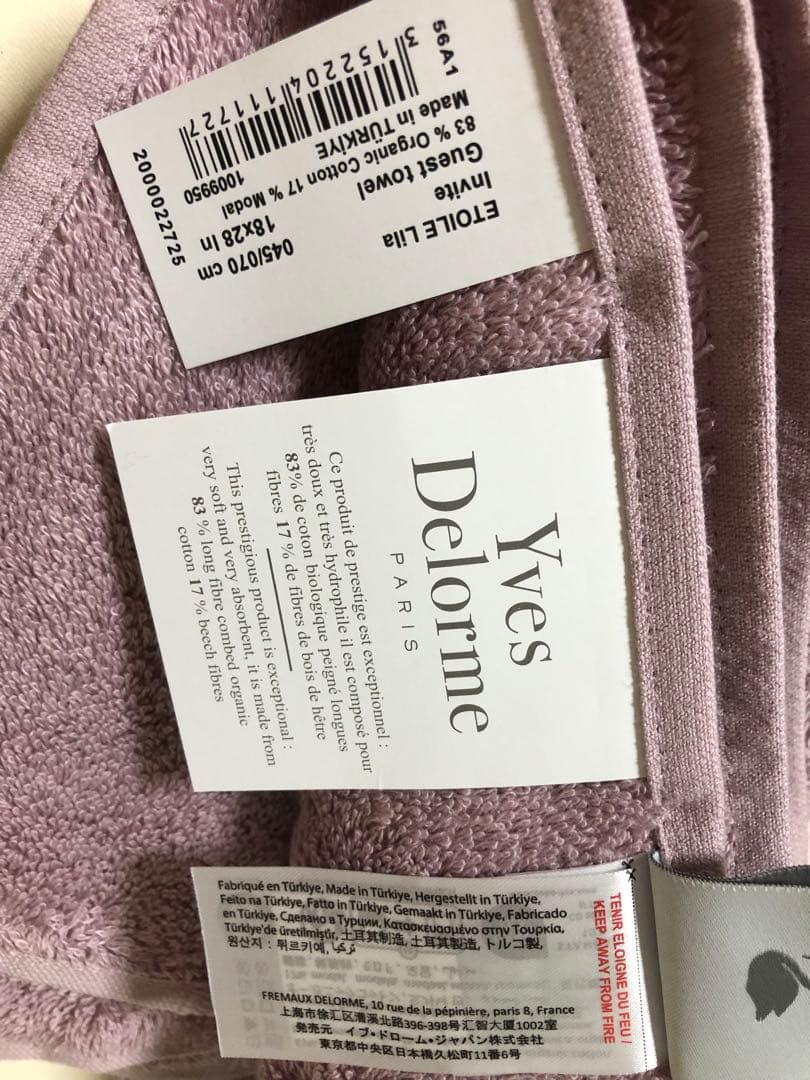 ETOILE Lila
Invite
Guest towel
83 % Organic Cotton 17 % Modal
Made in TÜRKİYE
56A1
045/070 cm
18x28 In
1009950
3152204111727
2000022725
Yves
Delorme
PARIS
Ce produit de prestige est exceptionnel :
très doux et très hydrophile il est composé pour
83% de coton biologique peigné longues
fibres 17 % de fibres de bois de hêtre
This prestigious product is exceptional :
very soft and very absorbent, it is made from
83 % long fibre combed organic
cotton 17 % beech fibres
TENIR ELOIGNE DU FEU /
KEEP AWAY FROM FIRE
Fabriqué en Türkiye, Made in Türkiye, Hergestellt in Türkiye,
Feito na Türkiye, Fatto in Türkiye, Gemaakt in Türkiye, Fabricado
en Türkiye, Сделано в Турции, Κατασκευασμένο στην Τουρκία,
Türkiye'de üretilmiştir, 土耳其制造, 土耳其製造, トルコ製,
원산지 : 튀르키예, تركيا
FREMAUX DELORME, 10 rue de la pépinière, paris 8, France
上海市徐汇区漕溪北路396-398号汇智大厦1002室
発売元 イブ・ドローム・ジャパン株式会社
東京都中央区日本橋久松町11番6号